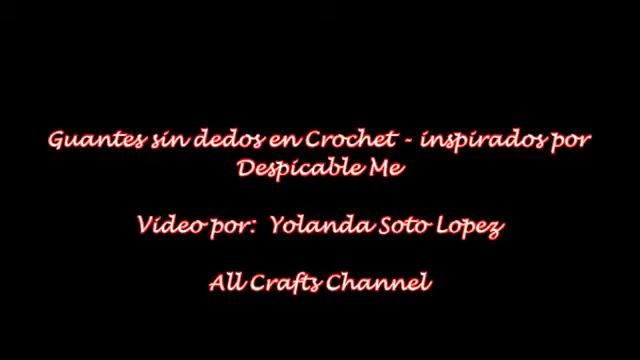 Guantes sin dedos en Crochet - inspirados por
Despicable Me
Video por: Yolanda Soto Lopez
All Crafts Channel